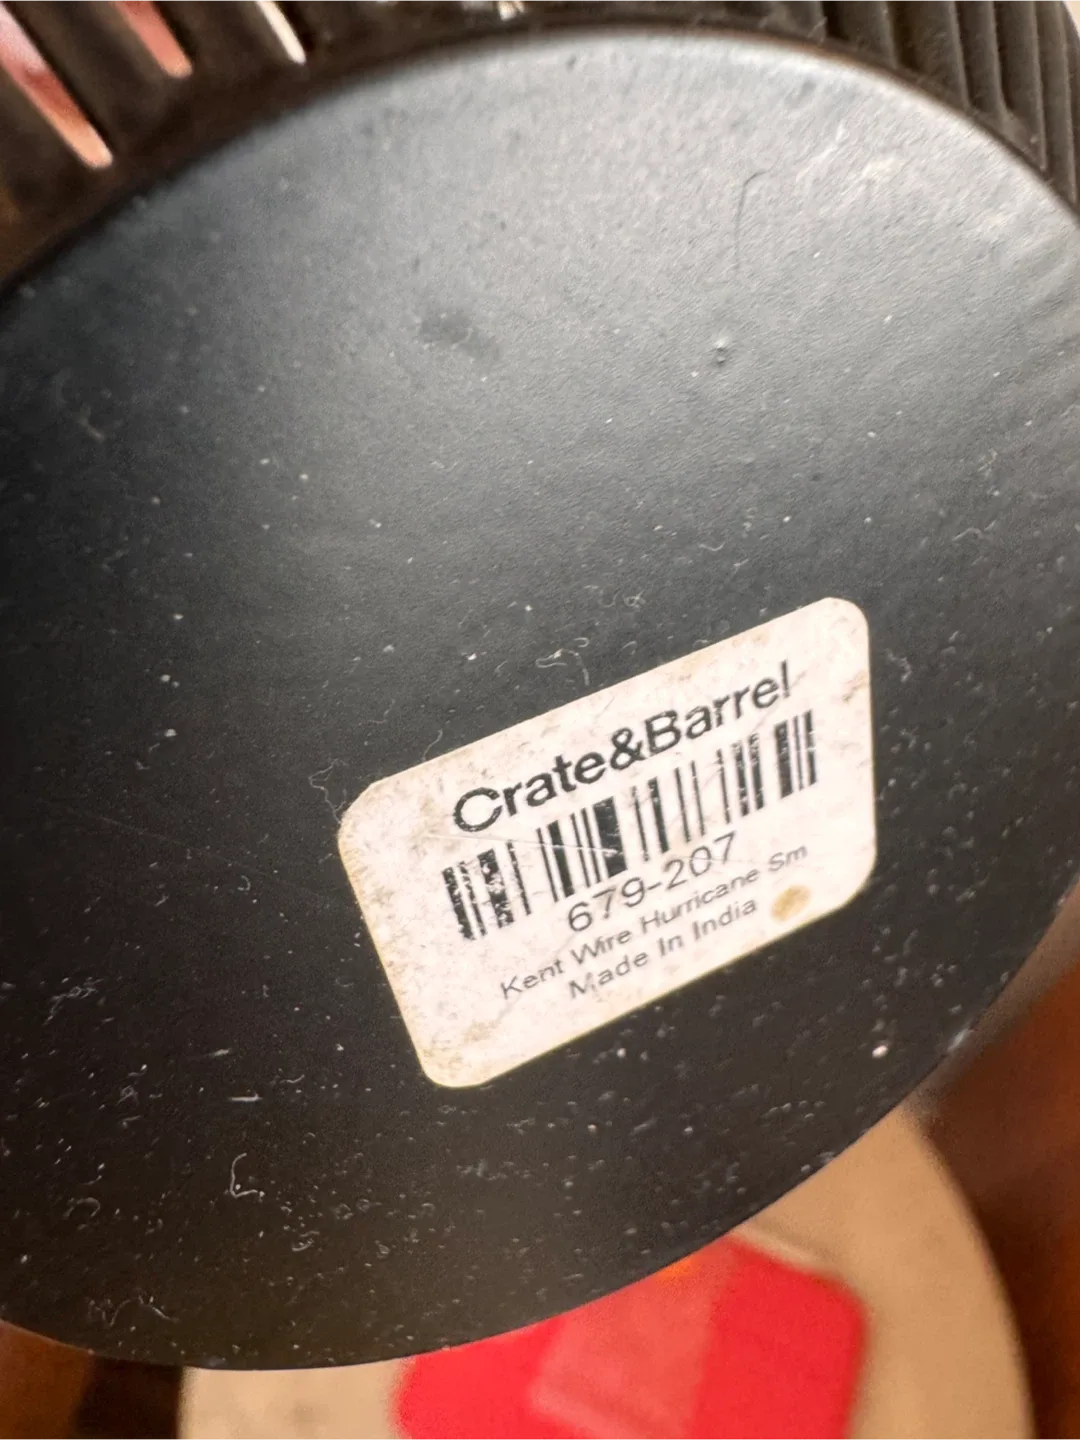 Crate&Barrel
679-207
Kent Wire Hurricane Sm
Made In India